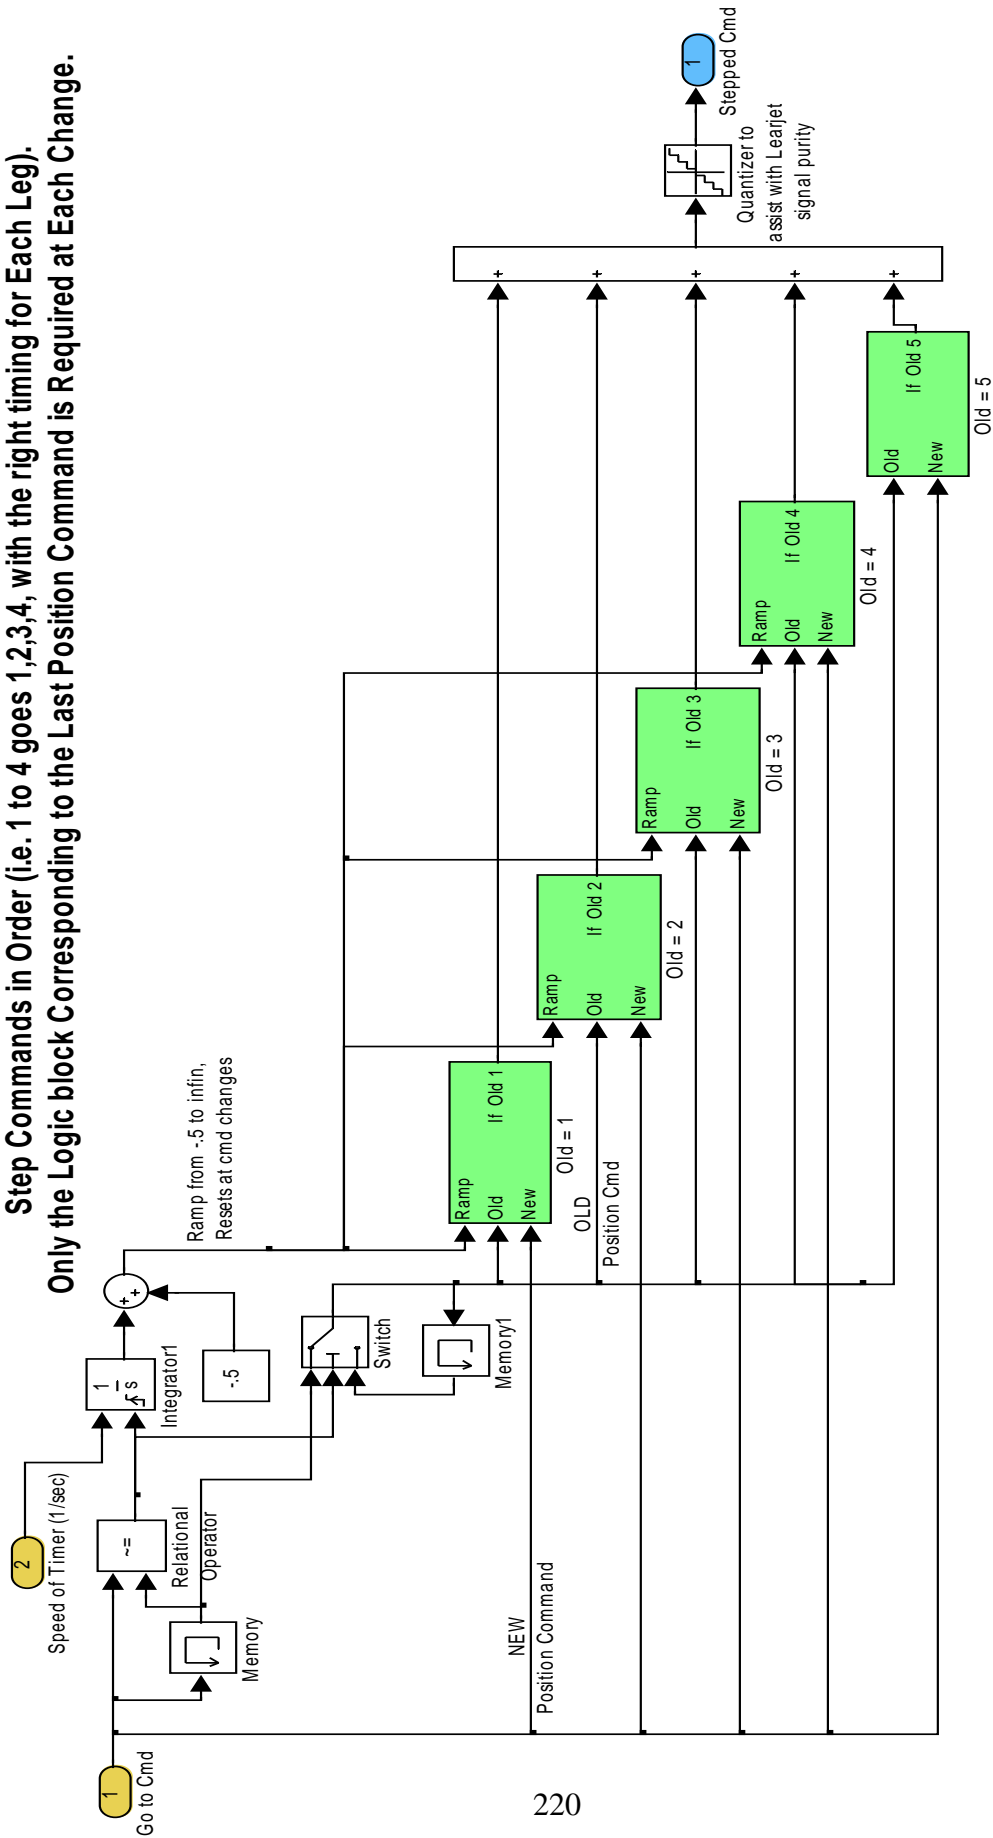 Step Commands in Order (i.e. 1 to 4 goes 1,2,3,4, with the right timing for Each Leg).
Only the Logic block Corresponding to the Last Position Command is Required at Each Change.
1
Go to Cmd
2
Speed of Timer (1/sec)
Memory
~=
Relational
Operator
1
s
Integrator1
-.5
+
+
Ramp from -.5 to infin,
Resets at cmd changes
Switch
Memory1
NEW
Position Command
OLD
Position Cmd
Ramp
Old
New
If Old 1
Old = 1
Ramp
Old
New
If Old 2
Old = 2
Ramp
Old
New
If Old 3
Old = 3
Ramp
Old
New
If Old 4
Old = 4
Old
New
If Old 5
Old = 5
+
+
+
+
+
Quantizer to
assist with Learjet
signal purity
1
Stepped Cmd
220